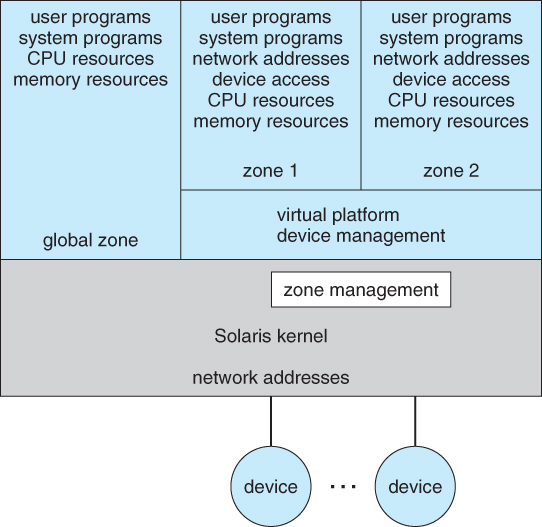 user programs
system programs
CPU resources
memory resources
global zone
user programs
system programs
network addresses
device access
CPU resources
memory resources
zone 1
user programs
system programs
network addresses
device access
CPU resources
memory resources
zone 2
virtual platform
device management
zone management
Solaris kernel
network addresses
device
...
device